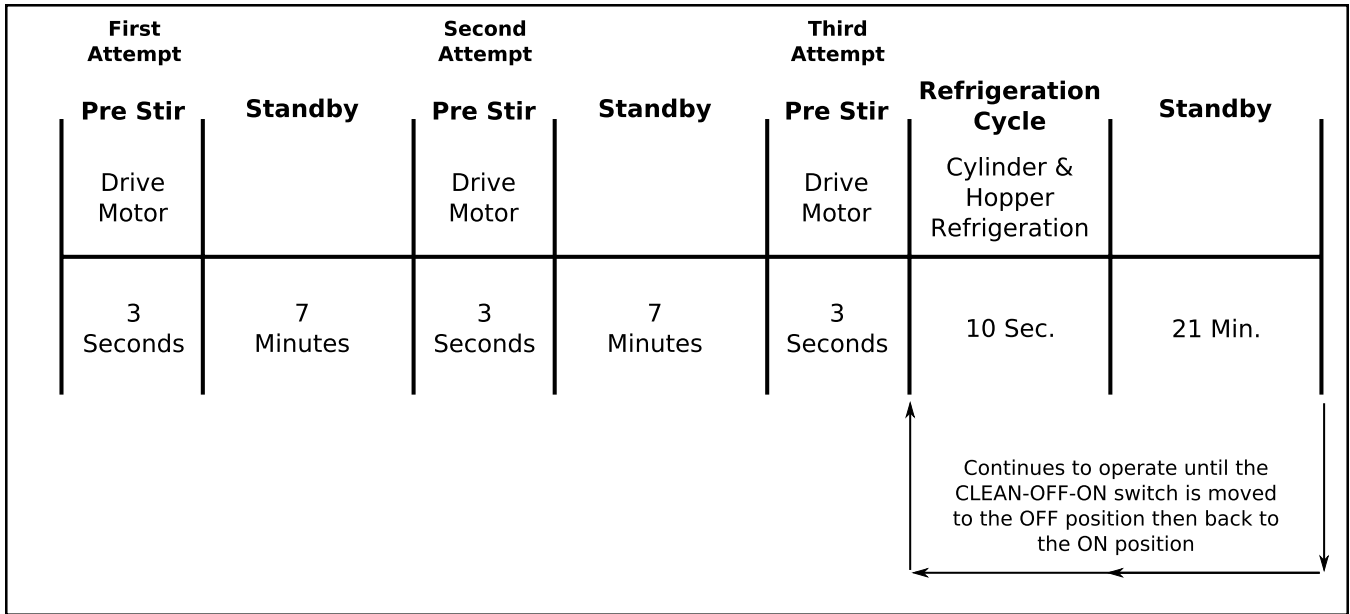 First
Attempt
Second
Attempt
Third
Attempt
Pre Stir
Standby
Pre Stir
Standby
Pre Stir
Refrigeration
Cycle
Standby
Drive
Motor
Drive
Motor
Drive
Motor
Cylinder &
Hopper
Refrigeration
3
Seconds
7
Minutes
3
Seconds
7
Minutes
3
Seconds
10 Sec.
21 Min.
Continues to operate until the
CLEAN-OFF-ON switch is moved
to the OFF position then back to
the ON position